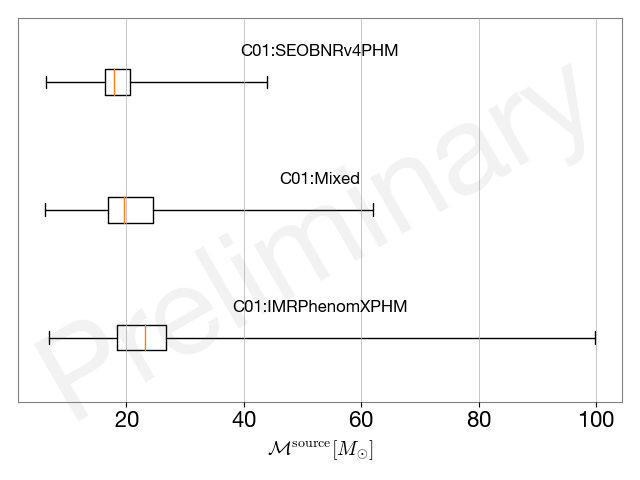 C01:SEOBNRv4PHM
C01:Mixed
C01:IMRPhenomXPHM
Preliminary
20 40 60 80 100
ℳ^source[M_⊙]